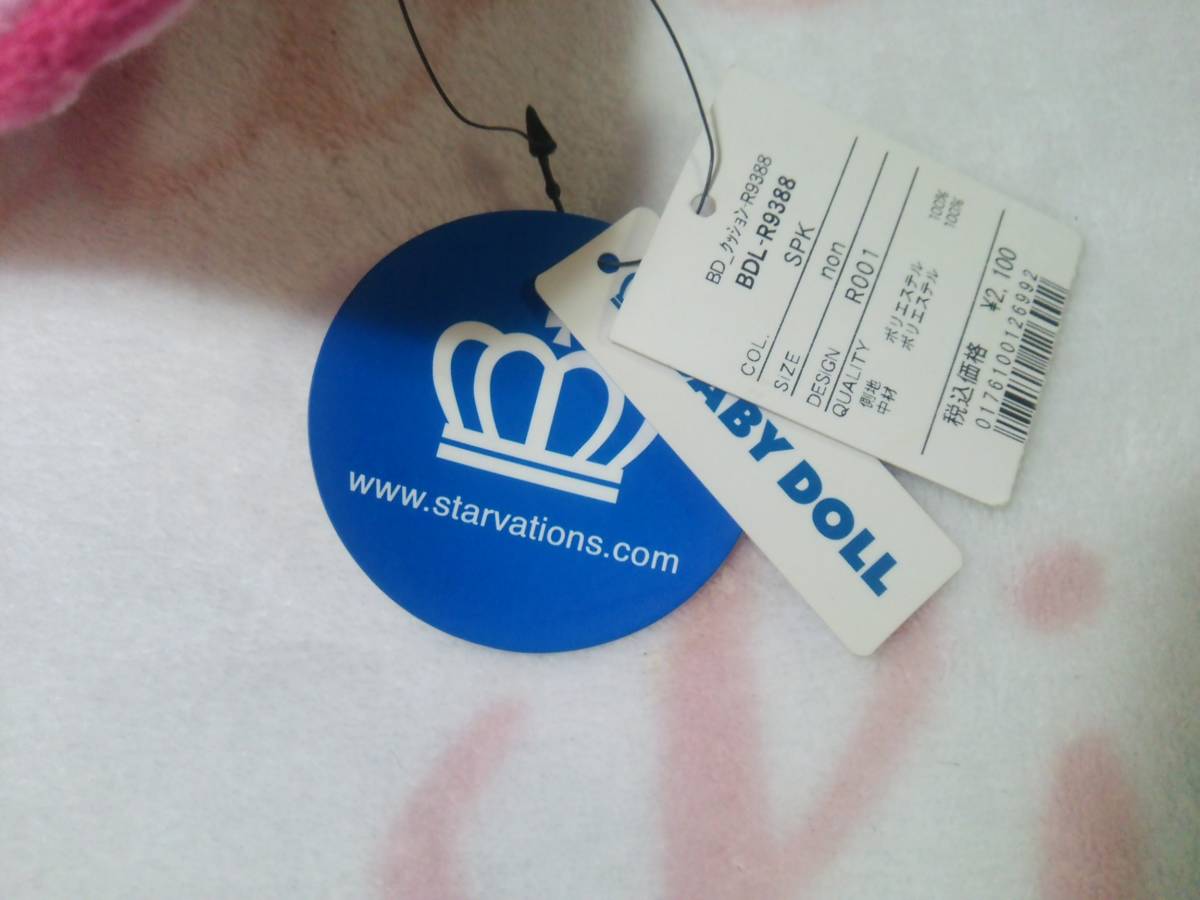 www.starvations.com
BABY DOLL
BD_クッション-R9388
BDL-R9388
COL. SPK
SIZE non
DESIGN R001
QUALITY
側地 ポリエステル 100%
中材 ポリエステル 100%
税込価格 ¥2,100
0176100126992